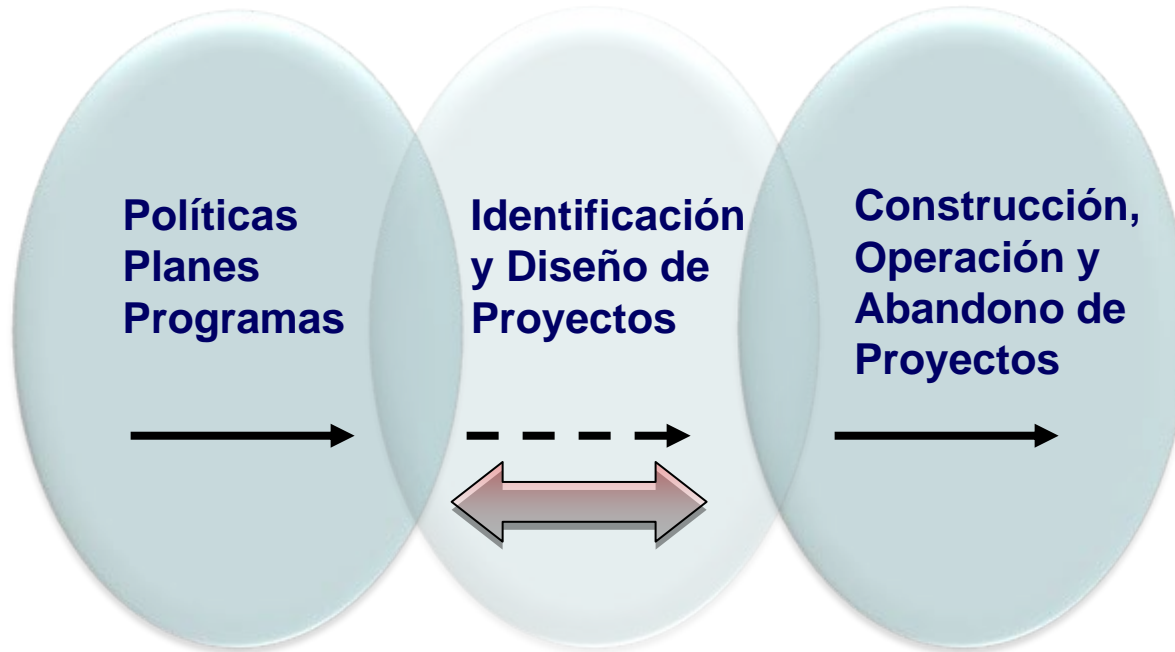 Políticas
Planes
Programas
Identificación
y Diseño de
Proyectos
Construcción,
Operación y
Abandono de
Proyectos